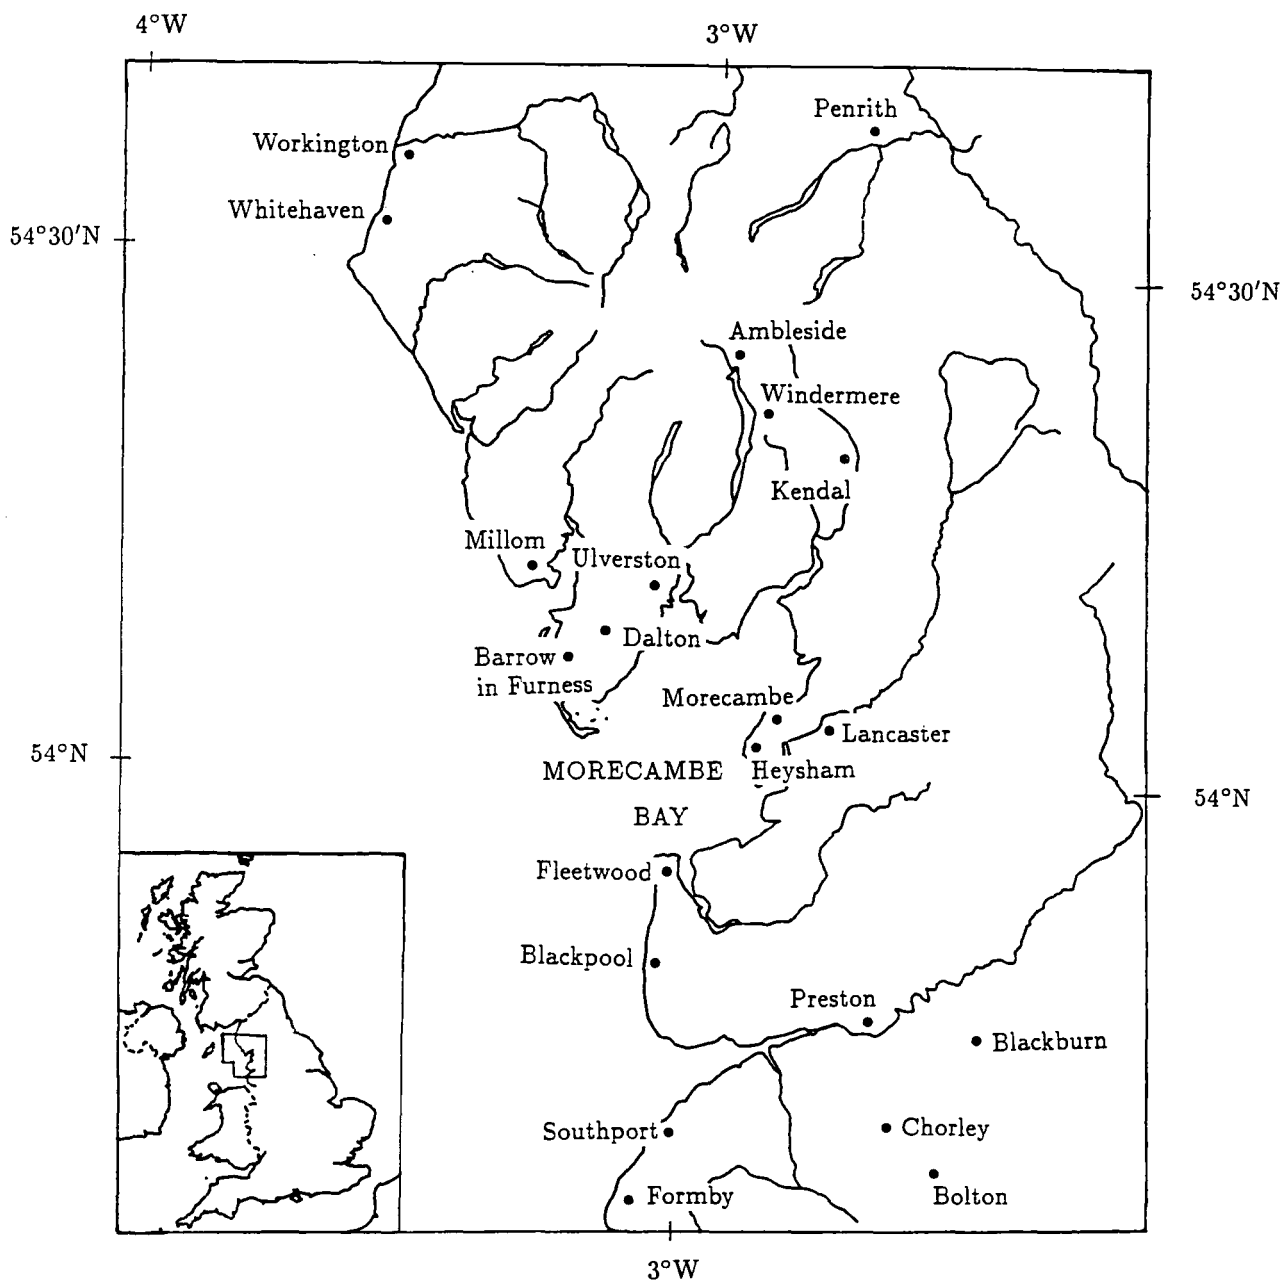 4°W
3°W
Penrith
Workington
Whitehaven
54°30′N
54°30′N
Ambleside
Windermere
Kendal
Millom
Ulverston
Dalton
Barrow
in Furness
Morecambe
Lancaster
54°N
MORECAMBE
Heysham
54°N
BAY
Fleetwood
Blackpool
Preston
Blackburn
Southport
Chorley
Formby
Bolton
3°W